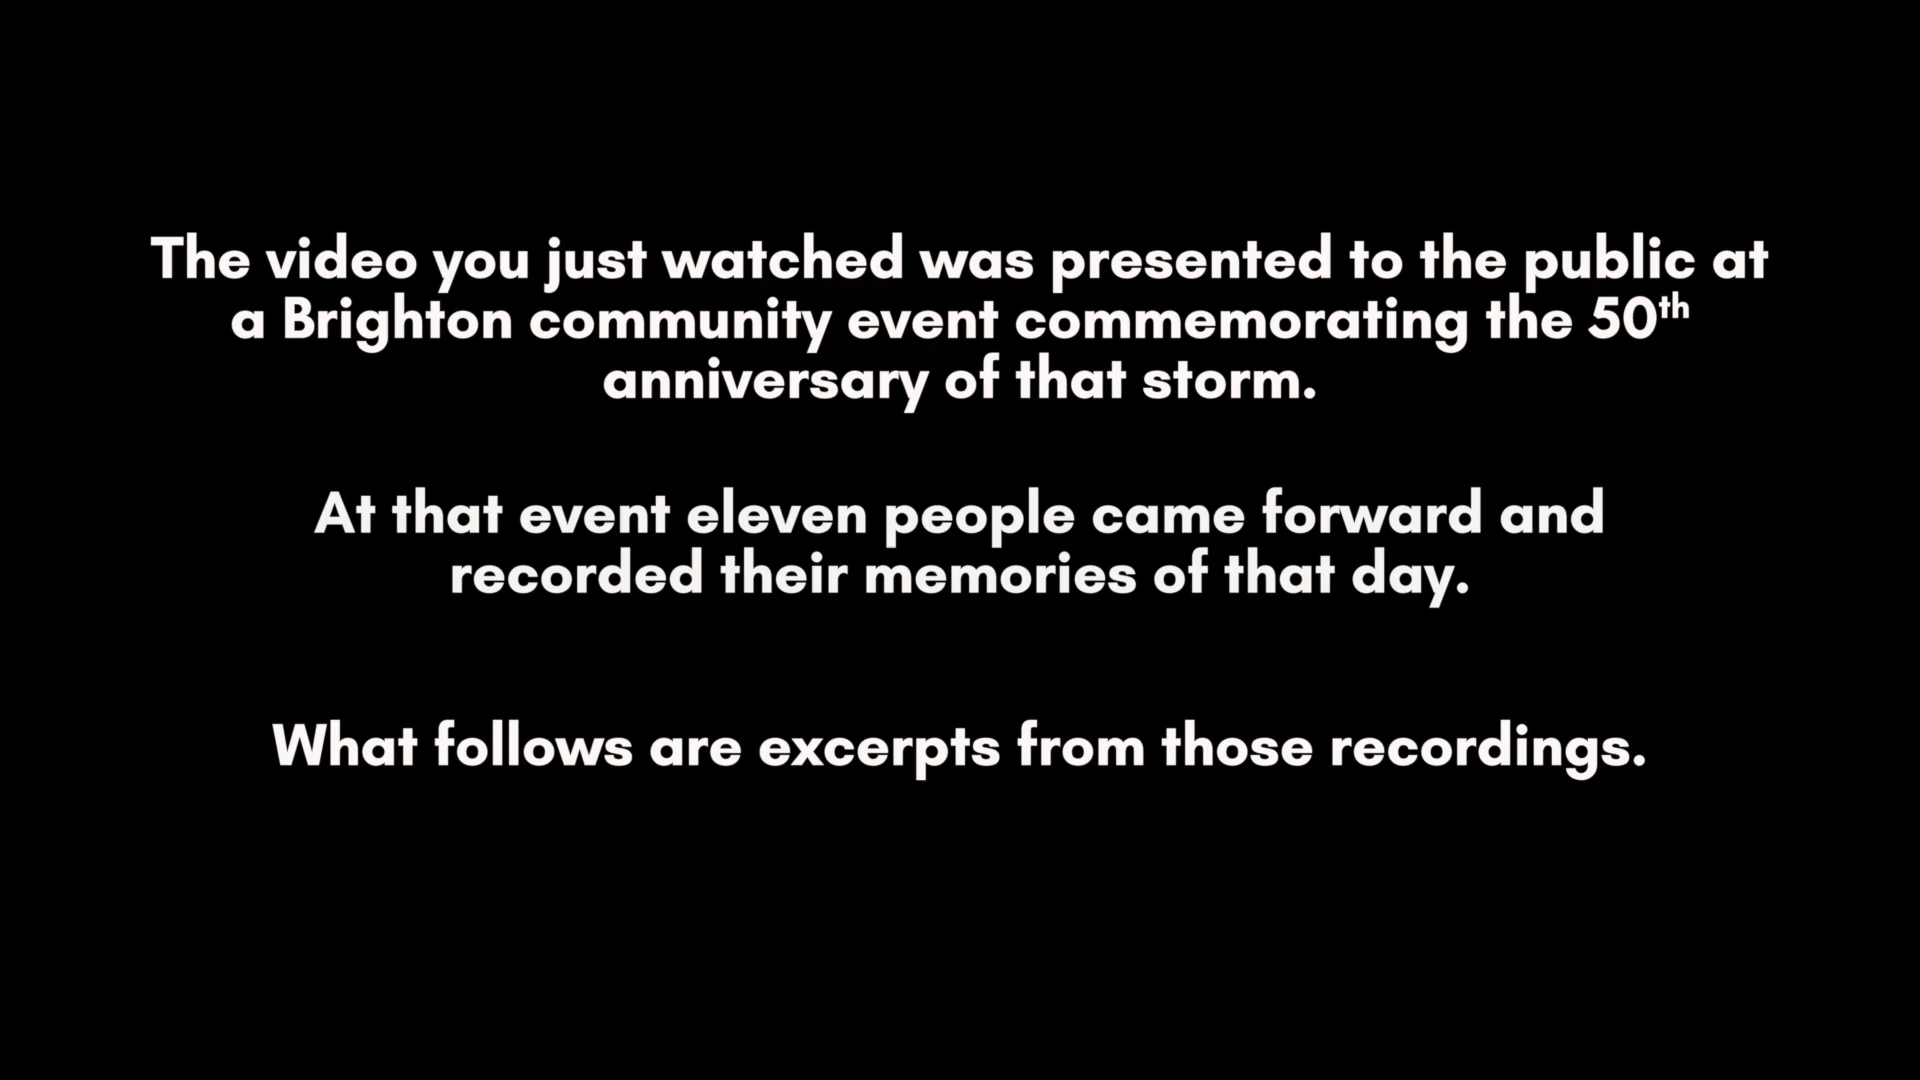 The video you just watched was presented to the public at
a Brighton community event commemorating the 50th
anniversary of that storm.
At that event eleven people came forward and
recorded their memories of that day.
What follows are excerpts from those recordings.